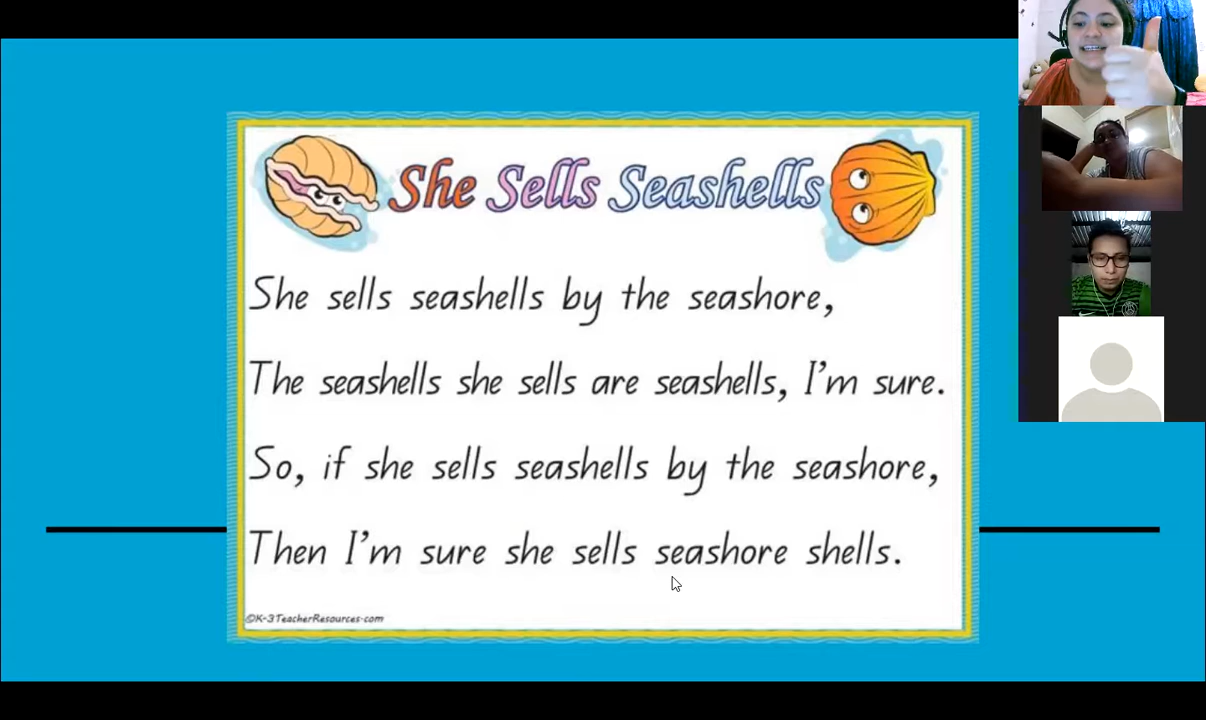 She Sells Seashells
She sells seashells by the seashore,
The seashells she sells are seashells, I'm sure.
So, if she sells seashells by the seashore,
Then I'm sure she sells seashore shells.
©K-3TeacherResources.com